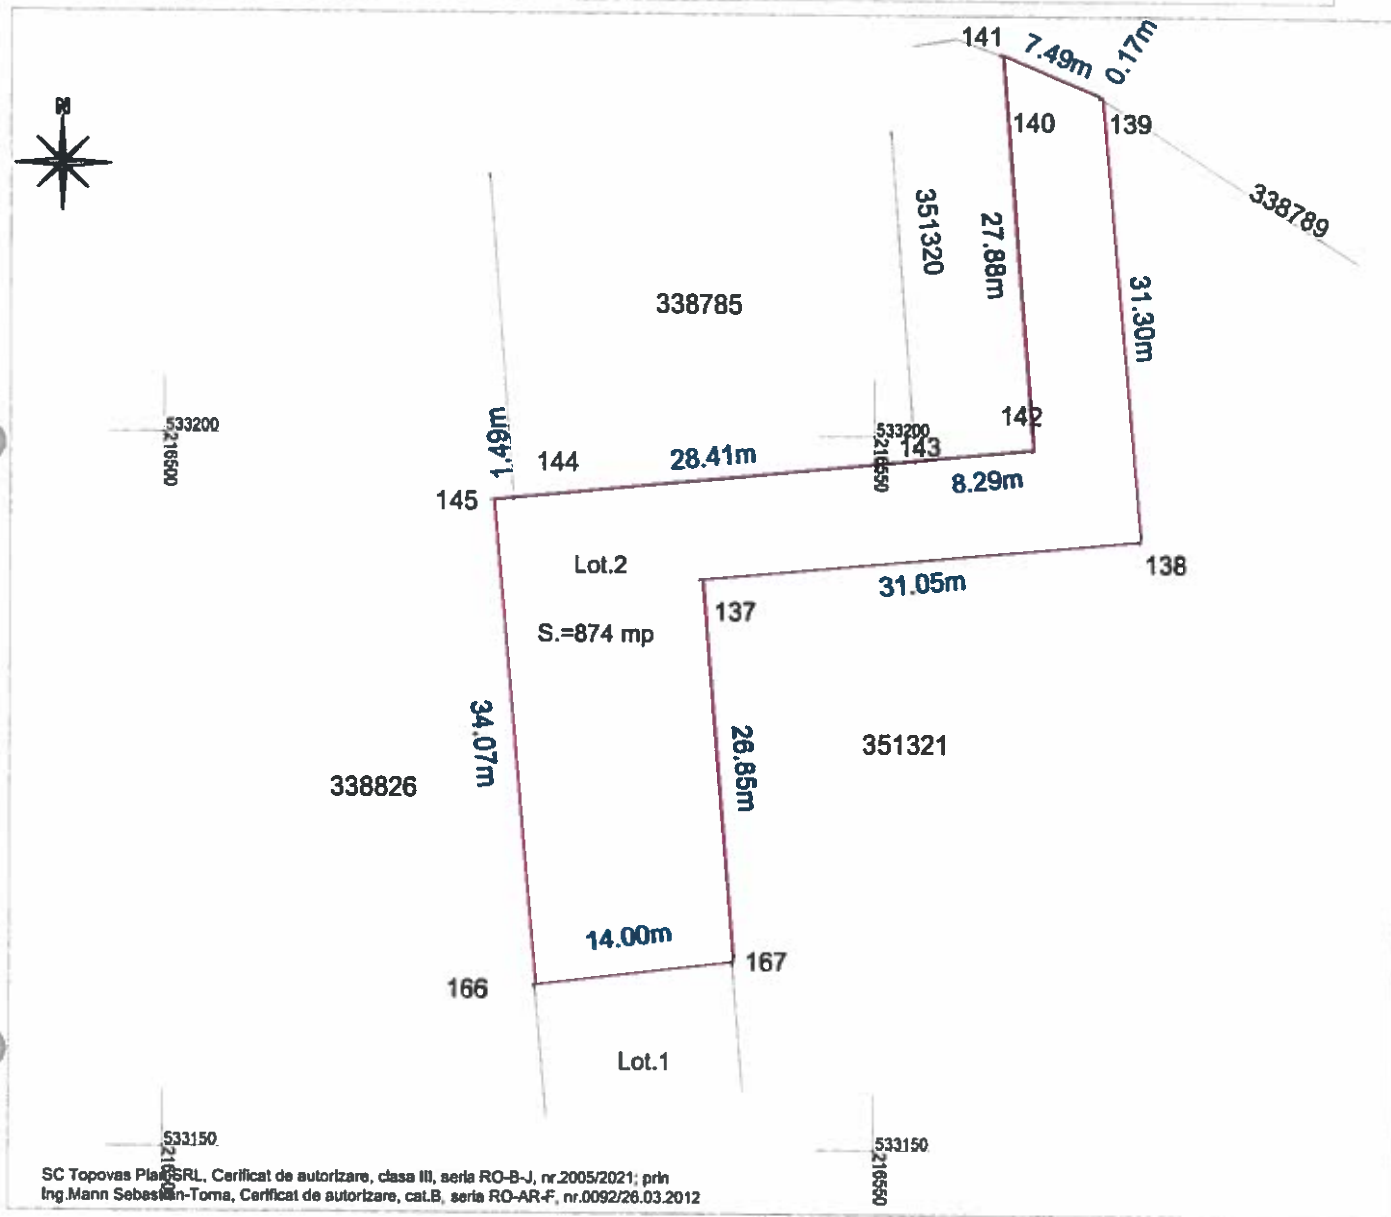 141
7.49m
0.17m
N
140
139
338789
351320
27.88m
31.30m
338785
142
533200
216500
533200
216550
143
1.49m
144
28.41m
8.29m
145
Lot.2
31.05m
138
137
S.=874 mp
34.07m
26.85m
351321
338826
14.00m
167
166
Lot.1
533150
533150
216550
SC Topovas Plan SRL, Cerificat de autorizare, clasa III, seria RO-B-J, nr.2005/2021; prin
Ing.Mann Sebastian-Toma, Cerificat de autorizare, cat.B, seria RO-AR-F, nr.0092/26.03.2012